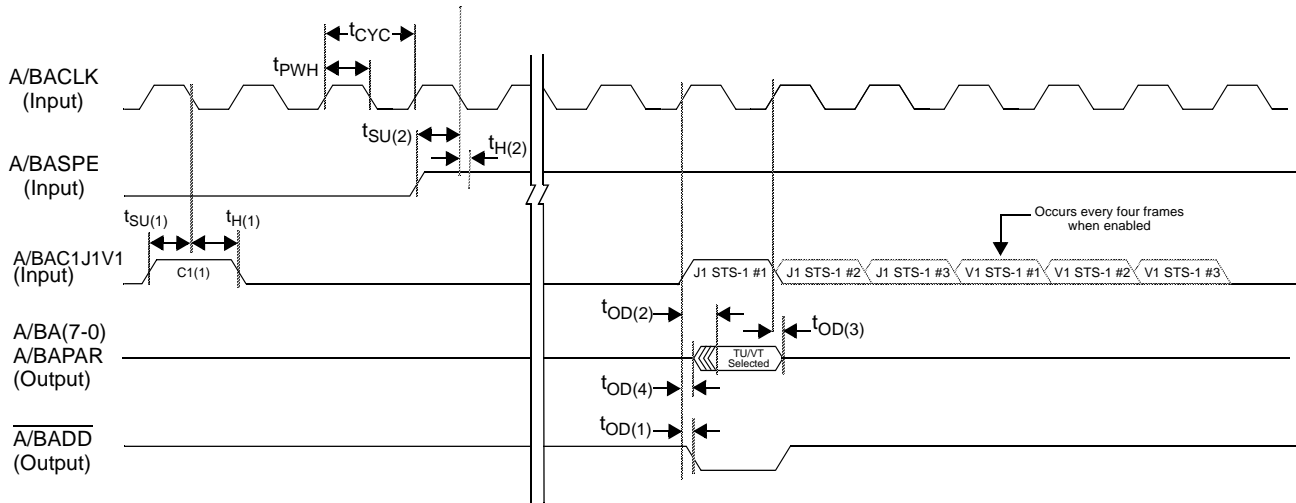 tCYC
A/BACLK
(Input)
tPWH
tSU(2)
tH(2)
A/BASPE
(Input)
tSU(1)
tH(1)
Occurs every four frames
when enabled
A/BAC1J1V1
(Input)
C1(1)
J1 STS-1 #1
J1 STS-1 #2
J1 STS-1 #3
V1 STS-1 #1
V1 STS-1 #2
V1 STS-1 #3
tOD(2)
tOD(3)
A/BA(7-0)
A/BAPAR
(Output)
TU/VT
Selected
tOD(4)
tOD(1)
A/BADD
(Output)